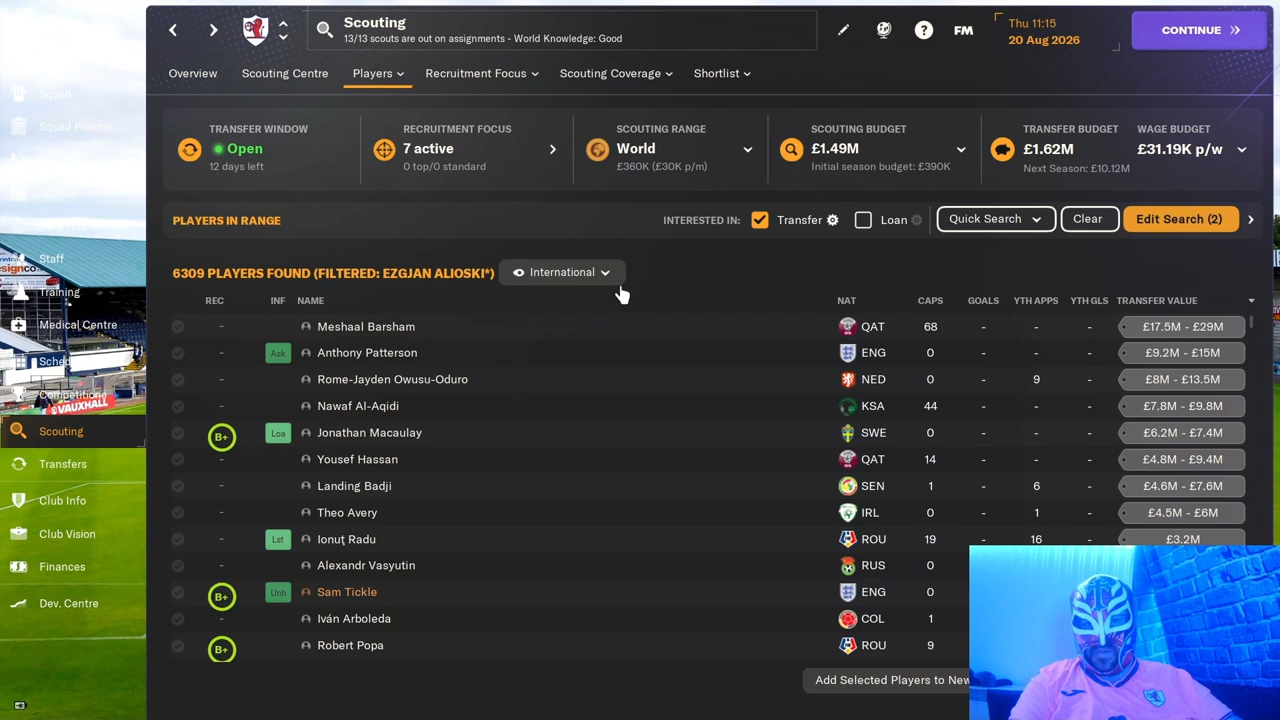 Scouting
13/13 scouts are out on assignments - World Knowledge: Good
FM
Thu 11:15
20 Aug 2026
CONTINUE
Overview
Scouting Centre
Players
Recruitment Focus
Scouting Coverage
Shortlist
TRANSFER WINDOW
Open
12 days left
RECRUITMENT FOCUS
7 active
0 top/0 standard
SCOUTING RANGE
World
£360K (£30K p/m)
SCOUTING BUDGET
£1.49M
Initial season budget: £390K
TRANSFER BUDGET
£1.62M
Next Season: £10.12M
WAGE BUDGET
£31.19K p/w
PLAYERS IN RANGE
INTERESTED IN:
Transfer
Loan
Quick Search
Clear
Edit Search (2)
6309 PLAYERS FOUND (FILTERED: EZGJAN ALIOSKI*)
International
REC INF NAME NAT CAPS GOALS YTH APPS YTH GLS TRANSFER VALUE
- Meshaal Barsham QAT 68 - - - £17.5M - £29M
- Ask Anthony Patterson ENG 0 - - - £9.2M - £15M
- Rome-Jayden Owusu-Oduro NED 0 - 9 - £8M - £13.5M
- Nawaf Al-Aqidi KSA 44 - - - £7.8M - £9.8M
B+ Loa Jonathan Macaulay SWE 0 - - - £6.2M - £7.4M
- Yousef Hassan QAT 14 - - - £4.8M - £9.4M
- Landing Badji SEN 1 - 6 - £4.6M - £7.6M
- Theo Avery IRL 0 - 1 - £4.5M - £6M
- Lst Ionuț Radu ROU 19 - 16 - £3.2M
- Alexandr Vasyutin RUS 0
B+ Unh Sam Tickle ENG 0
- Iván Arboleda COL 1
B+ Robert Popa ROU 9
Add Selected Players to New
Squad
Squad Planner
Staff
Training
Medical Centre
Sched
Competitions
VAUXHALL
Scouting
Transfers
Club Info
Club Vision
Finances
Dev. Centre